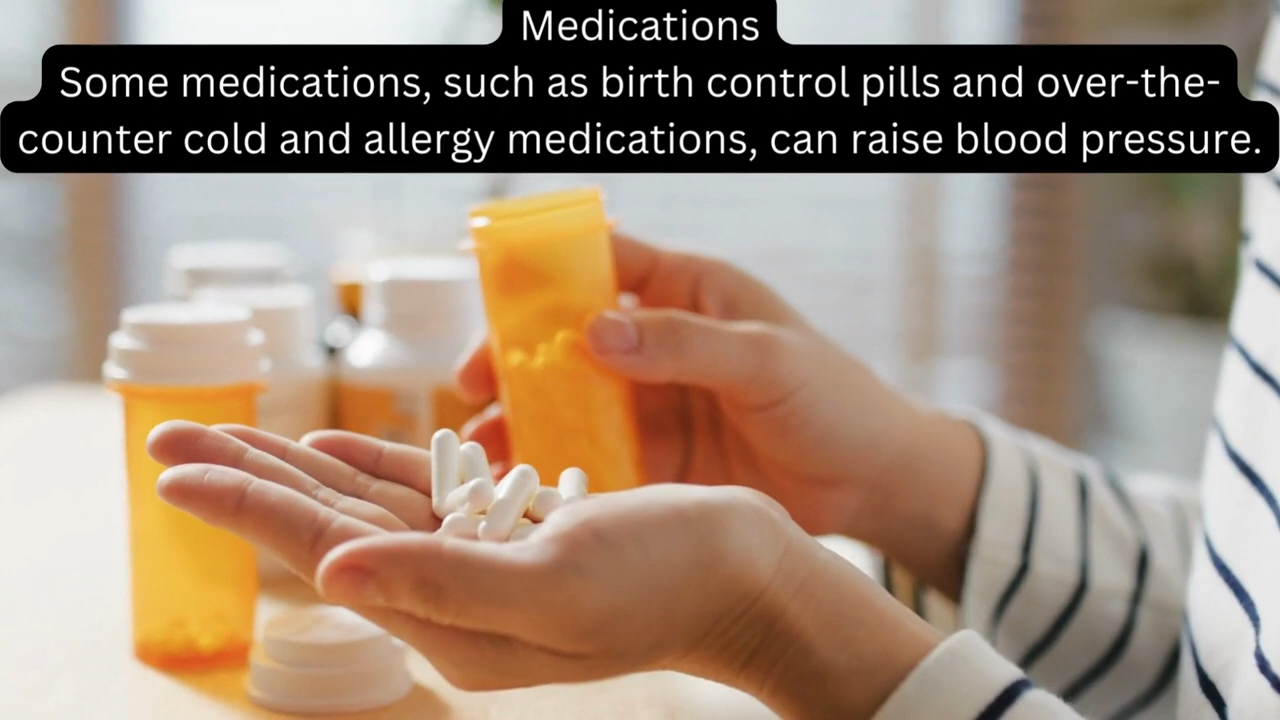 Medications
Some medications, such as birth control pills and over-the-
counter cold and allergy medications, can raise blood pressure.